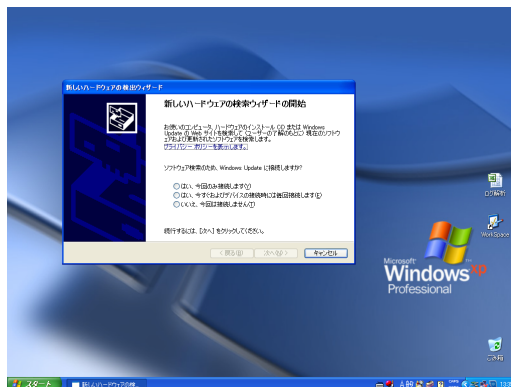 新しいハードウェアの検出ウィザード
新しいハードウェアの検索ウィザードの開始
お使いのコンピュータ、ハードウェアのインストール CD または Windows
Update の Web サイトを検索して (ユーザーの了解のもとに) 現在のソフトウ
ェアおよび更新されたソフトウェアを検索します。
プライバシー ポリシーを表示します。
ソフトウェア検索のため、Windows Update に接続しますか?
はい、今回のみ接続します(Y)
はい、今すぐおよびデバイスの接続時には毎回接続します(E)
いいえ、今回は接続しません(T)
続行するには、[次へ] をクリックしてください。
< 戻る(B)
次へ(N) >
キャンセル
ログ解析
WorkSpace
Microsoft
Windows xp
Professional
ごみ箱
スタート
新しいハードウェアの検...